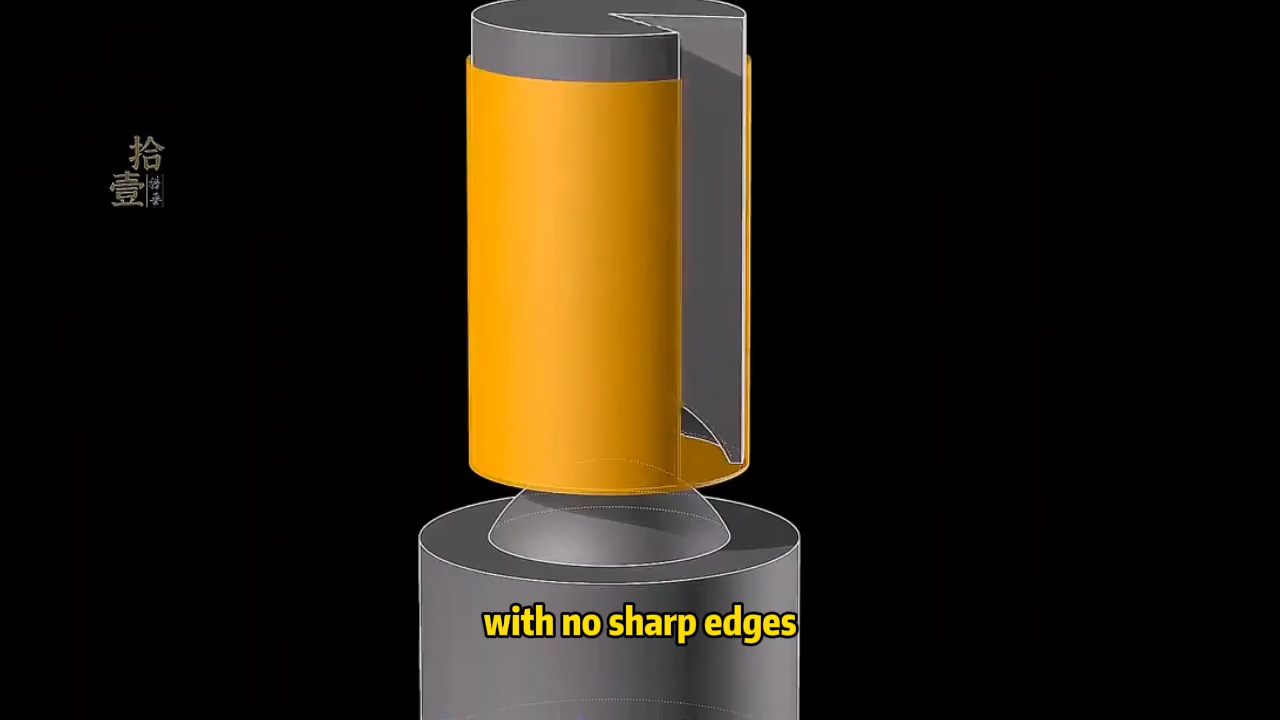 拾
壹
with no sharp edges